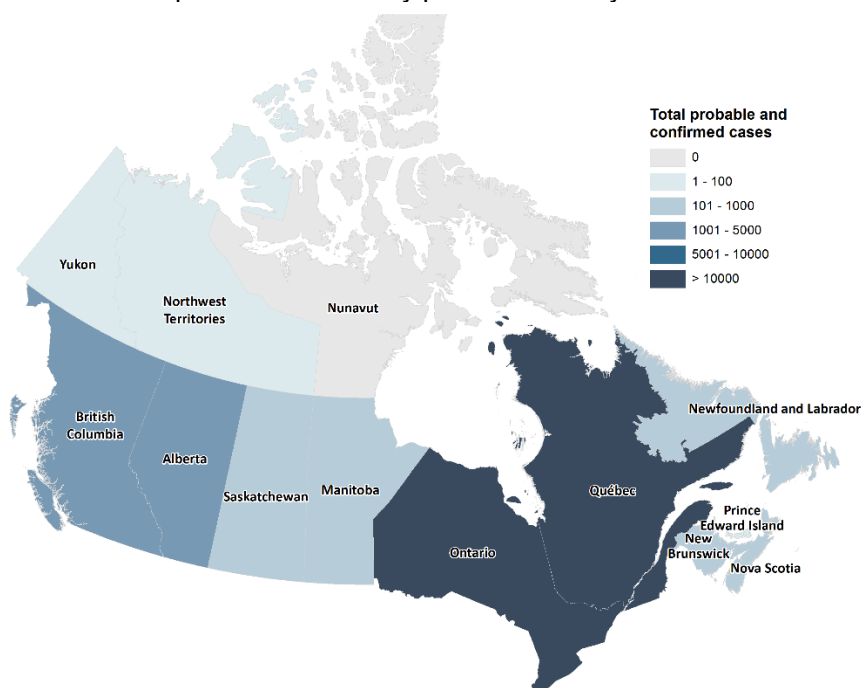 Total probable and
confirmed cases
0
1 - 100
101 - 1000
1001 - 5000
5001 - 10000
> 10000
Yukon
Northwest
Territories
Nunavut
British
Columbia
Alberta
Saskatchewan
Manitoba
Ontario
Québec
Newfoundland and Labrador
Prince
Edward Island
New
Brunswick
Nova Scotia